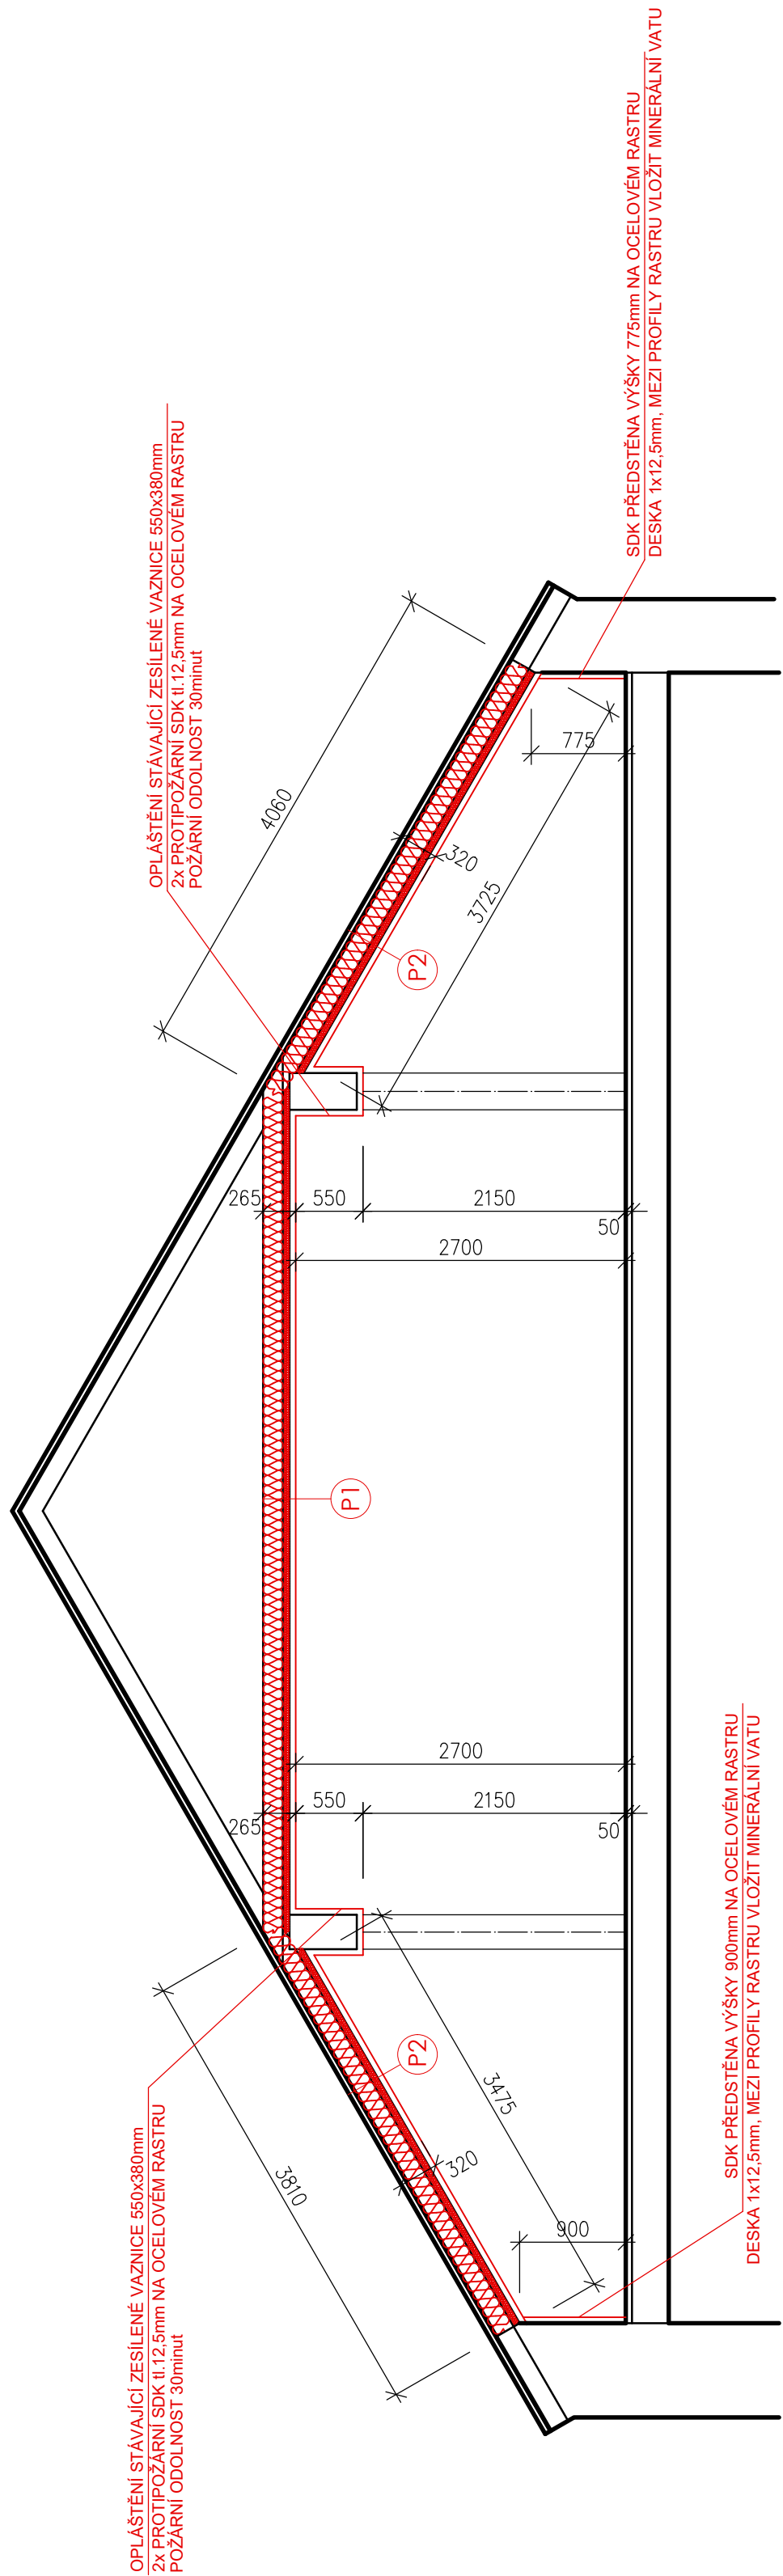 OPLÁŠTĚNÍ STÁVAJÍCÍ ZESÍLENÉ VAZNICE 550x380mm
2x PROTIPOŽÁRNÍ SDK tl.12,5mm NA OCELOVÉM RASTRU
POŽÁRNÍ ODOLNOST 30minut
OPLÁŠTĚNÍ STÁVAJÍCÍ ZESÍLENÉ VAZNICE 550x380mm
2x PROTIPOŽÁRNÍ SDK tl.12,5mm NA OCELOVÉM RASTRU
POŽÁRNÍ ODOLNOST 30minut
3810
4060
265
265
550
550
P1
320
320
P2
P2
2700
2700
2150
2150
3475
3725
900
775
50
50
SDK PŘEDSTĚNA VÝŠKY 900mm NA OCELOVÉM RASTRU
DESKA 1x12,5mm, MEZI PROFILY RASTRU VLOŽIT MINERÁLNÍ VATU
SDK PŘEDSTĚNA VÝŠKY 775mm NA OCELOVÉM RASTRU
DESKA 1x12,5mm, MEZI PROFILY RASTRU VLOŽIT MINERÁLNÍ VATU